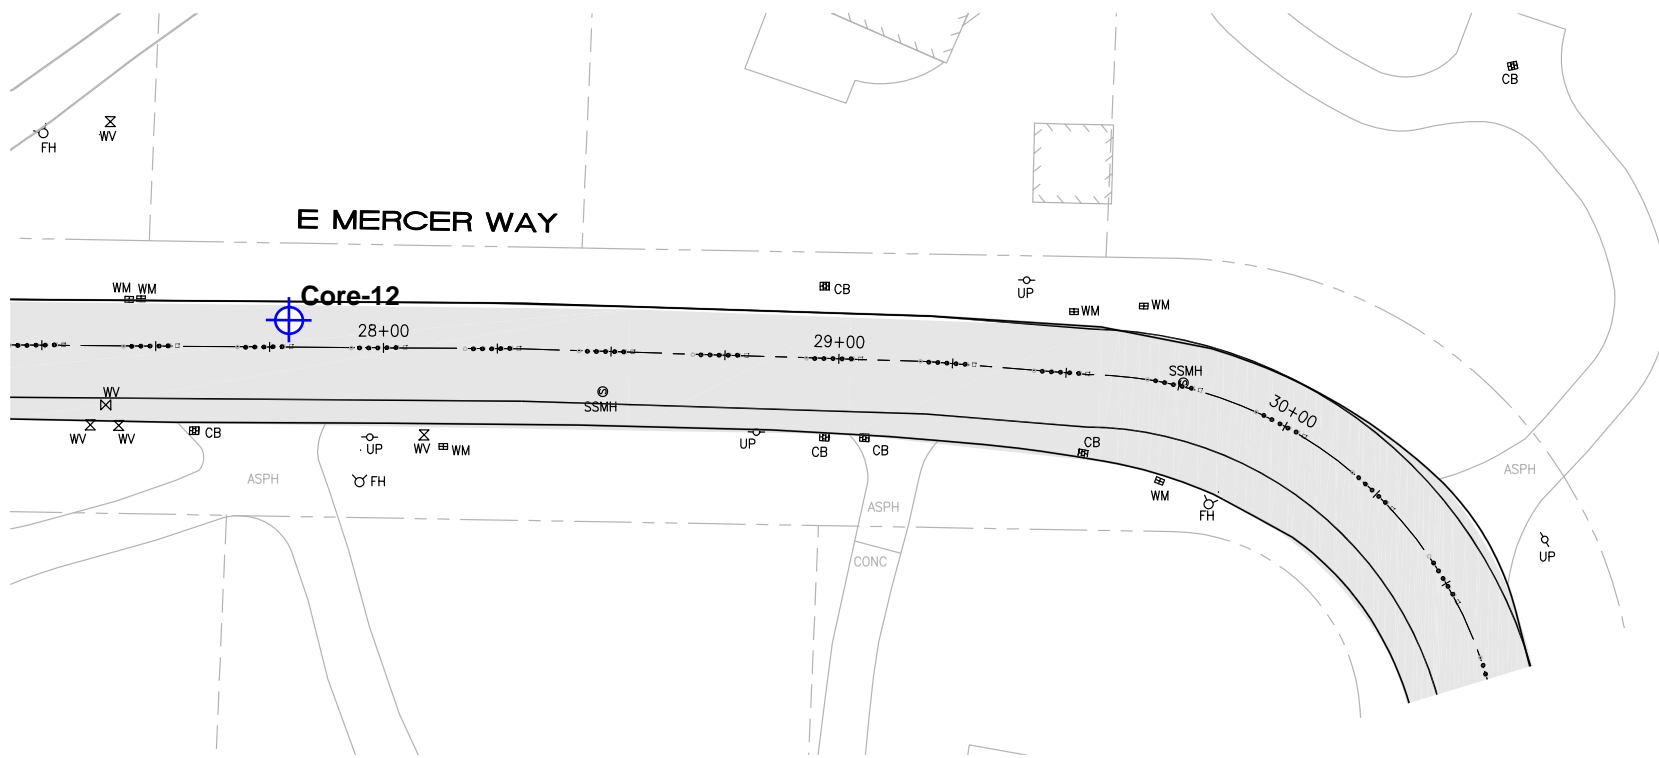 CB
WV
FH
E MERCER WAY
WM WM
Core-12
CB
UP
WM
WM
28+00
29+00
SSMH
30+00
WV
SSMH
WV
WV
CB
UP
WV
WM
UP
CB
CB
CB
ASPH
FH
ASPH
WM
FH
ASPH
CONC
UP